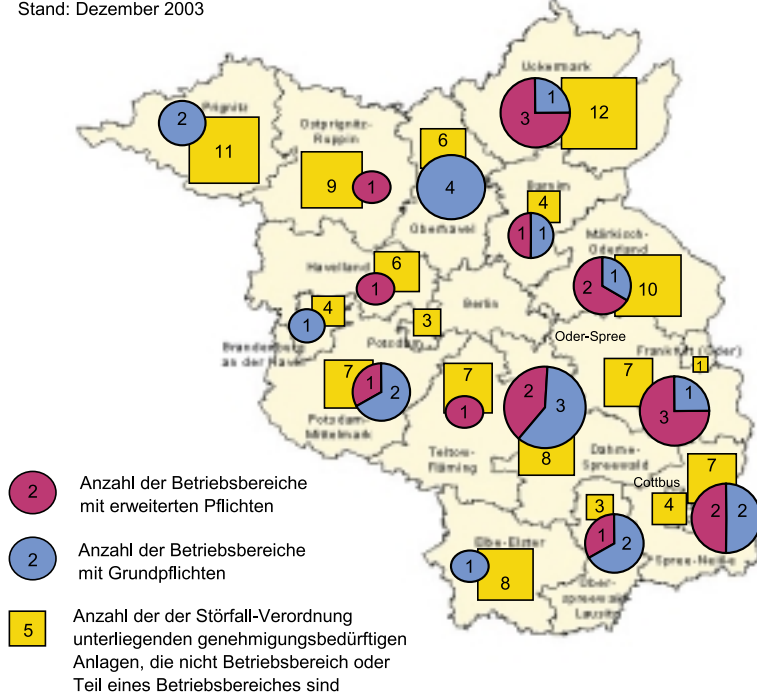 Stand: Dezember 2003
Uckermark
1
3
12
2
Prignitz
11
Ostprignitz-
Ruppin
9
1
6
4
Oberhavel
Barnim
4
1
1
Märkisch-
Oderland
2
1
10
Havelland
6
1
Berlin
4
1
3
Brandenburg
an der Havel
Potsdam
Oder-Spree
Frankfurt (Oder)
1
7
1
2
Potsdam-
Mittelmark
7
1
Teltow-
Fläming
2
3
8
Dahme-
Spreewald
7
1
3
Cottbus
7
4
2
2
Spree-Neiße
3
1
2
Elbe-Elster
1
8
Ober-
spreewald-
Lausitz
2
Anzahl der Betriebsbereiche
mit erweiterten Pflichten
2
Anzahl der Betriebsbereiche
mit Grundpflichten
5
Anzahl der der Störfall-Verordnung
unterliegenden genehmigungsbedürftigen
Anlagen, die nicht Betriebsbereich oder
Teil eines Betriebsbereiches sind